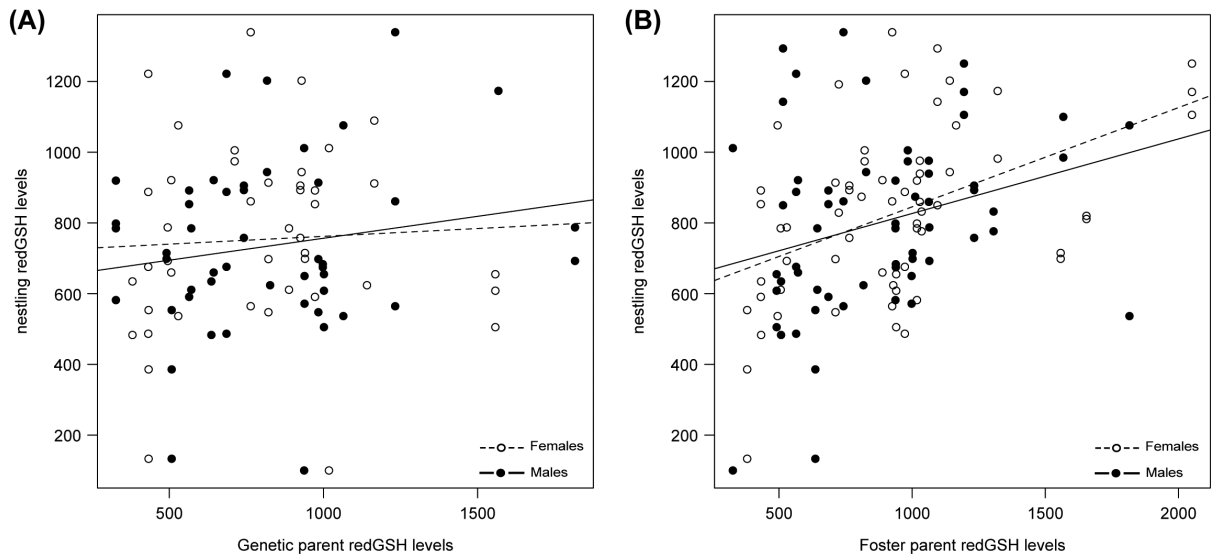 (A)
nestling redGSH levels
1200
1000
800
600
400
200
500
1000
1500
Genetic parent redGSH levels
Females
Males
(B)
nestling redGSH levels
1200
1000
800
600
400
200
500
1000
1500
2000
Foster parent redGSH levels
Females
Males